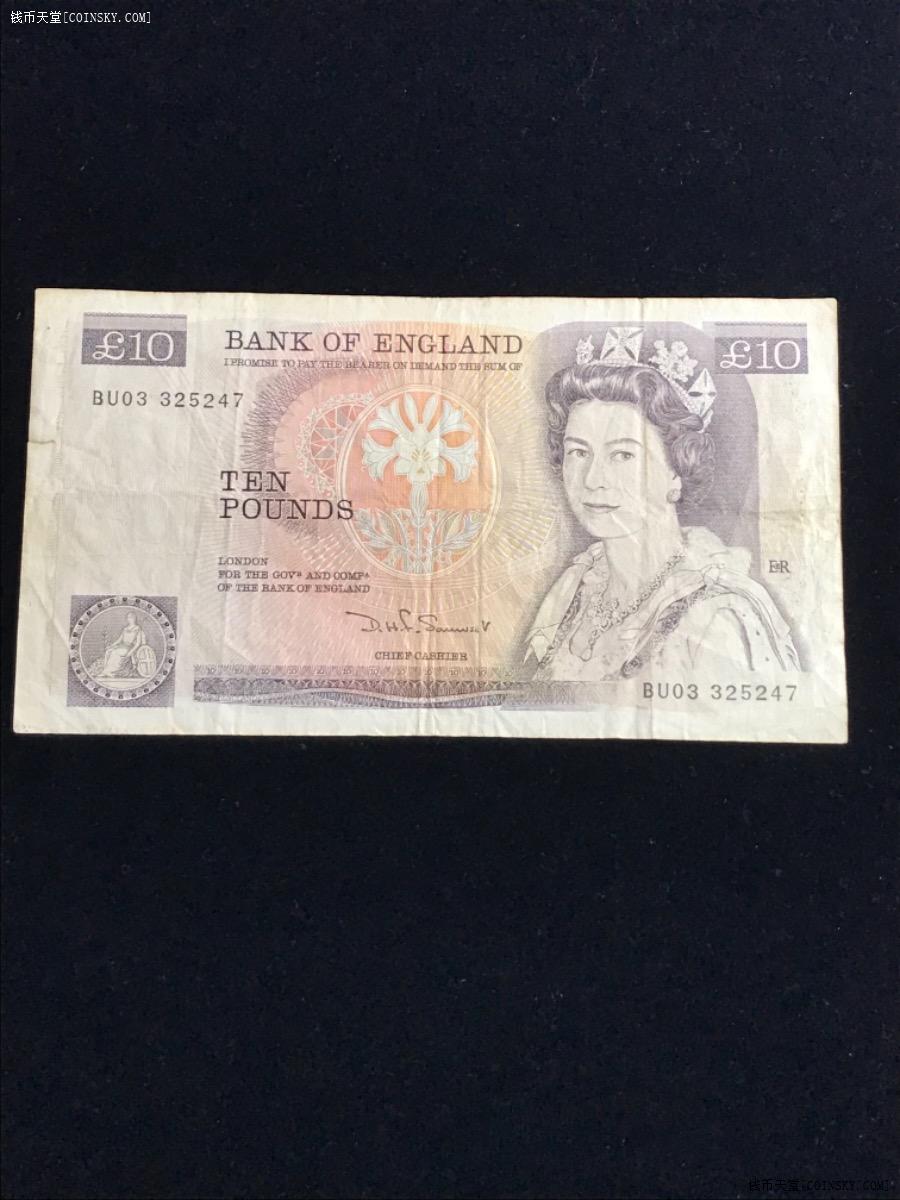 钱币天堂[COINSKY.COM]
£10
BANK OF ENGLAND
I PROMISE TO PAY THE BEARER ON DEMAND THE SUM OF
£10
BU03 325247
TEN
POUNDS
LONDON
FOR THE GOVR AND COMPA
OF THE BANK OF ENGLAND
E·R
CHIEF CASHIER
BU03 325247
钱币天堂[COINSKY.COM]